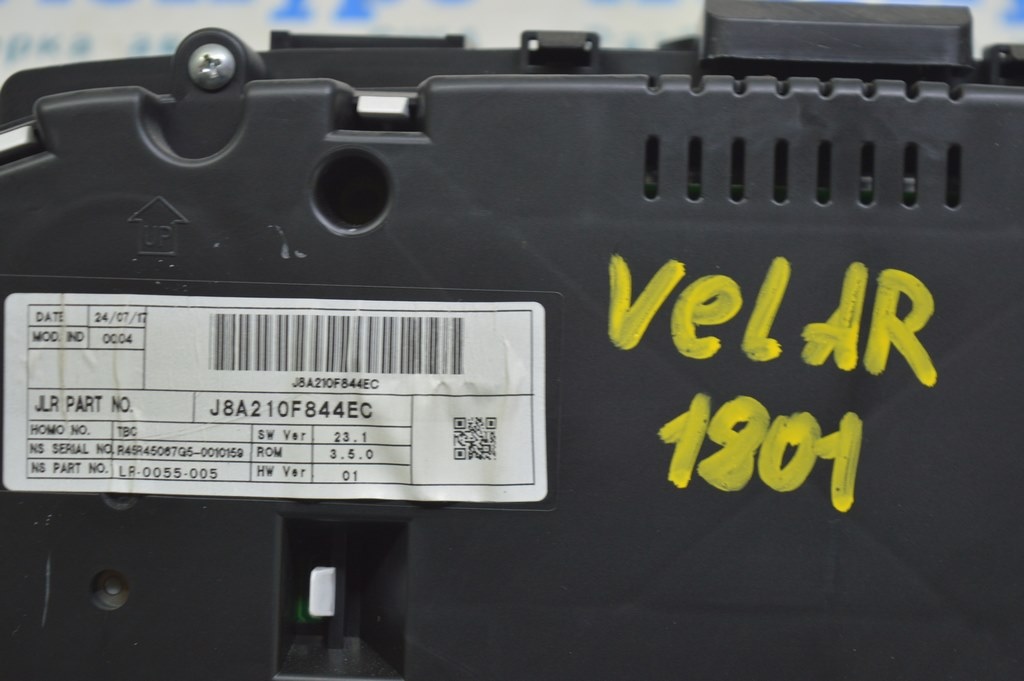 UP
DATE 24/07/17
MOD. IND 0004
J8A210F844EC
JLR PART NO. J8A210F844EC
HOMO NO. TBC SW Ver 23.1
NS SERIAL NO. R45R45067Q5-0010159 ROM 3.5.0
NS PART NO. LR-0055-005 HW Ver 01
VelAR
1801